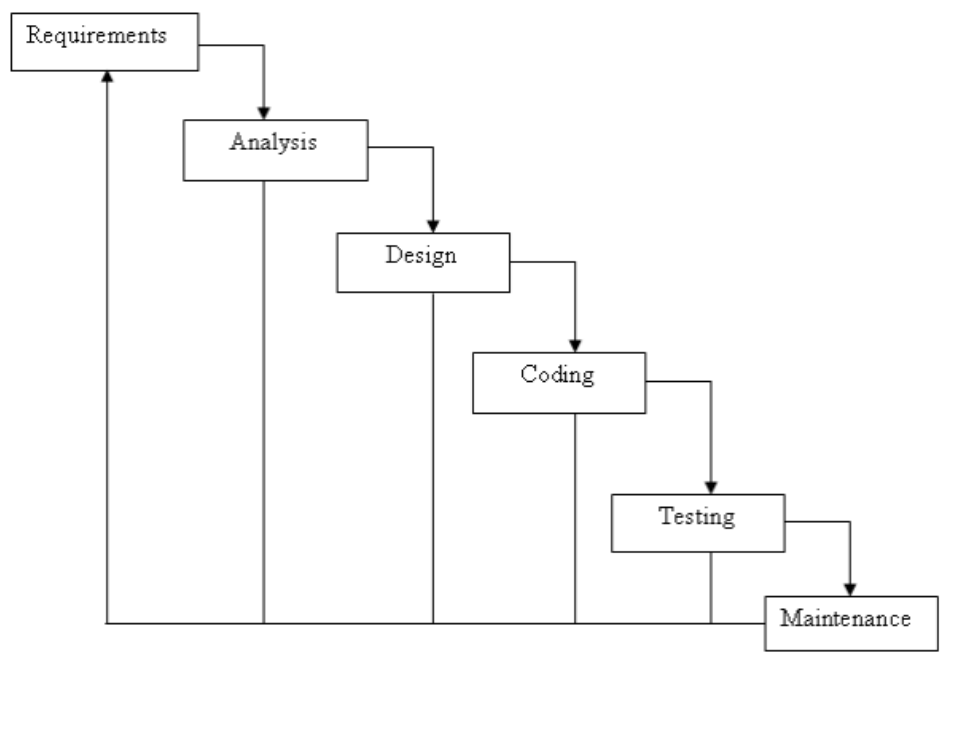 Requirements
Analysis
Design
Coding
Testing
Maintenance